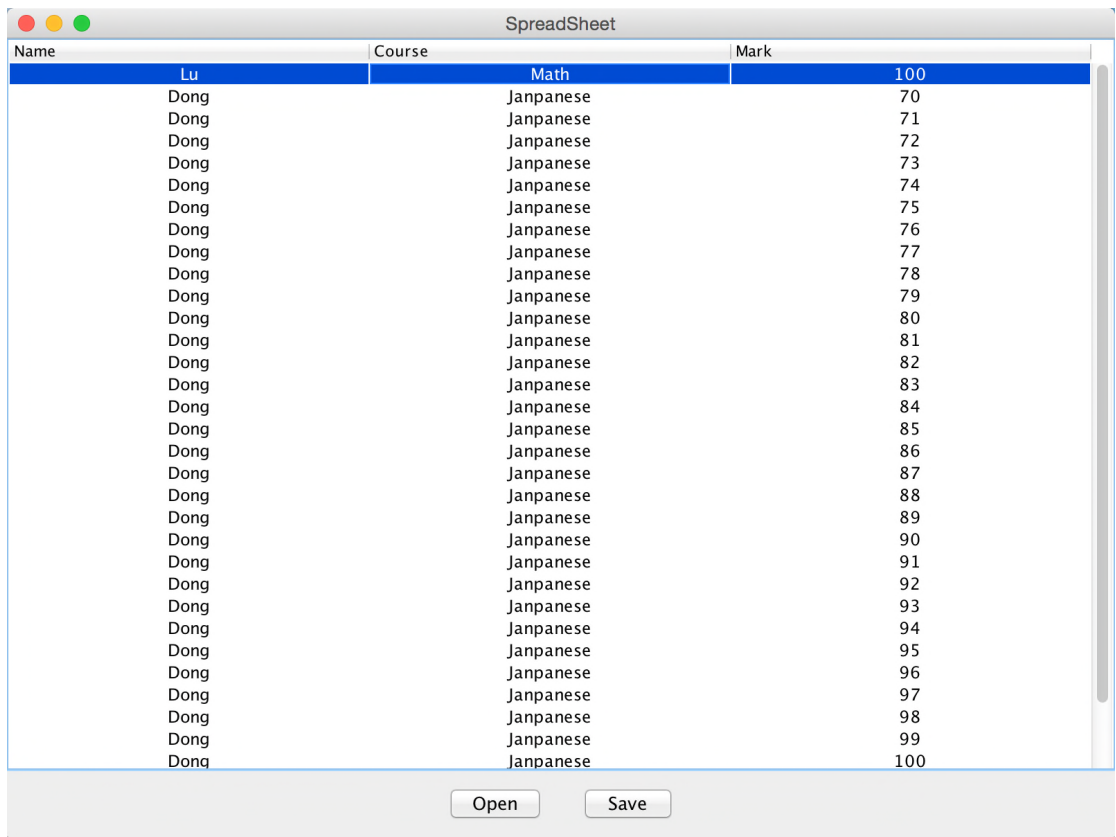 SpreadSheet
Name Course Mark
Lu Math 100
Dong Janpanese 70
Dong Janpanese 71
Dong Janpanese 72
Dong Janpanese 73
Dong Janpanese 74
Dong Janpanese 75
Dong Janpanese 76
Dong Janpanese 77
Dong Janpanese 78
Dong Janpanese 79
Dong Janpanese 80
Dong Janpanese 81
Dong Janpanese 82
Dong Janpanese 83
Dong Janpanese 84
Dong Janpanese 85
Dong Janpanese 86
Dong Janpanese 87
Dong Janpanese 88
Dong Janpanese 89
Dong Janpanese 90
Dong Janpanese 91
Dong Janpanese 92
Dong Janpanese 93
Dong Janpanese 94
Dong Janpanese 95
Dong Janpanese 96
Dong Janpanese 97
Dong Janpanese 98
Dong Janpanese 99
Dong Janpanese 100
Open Save